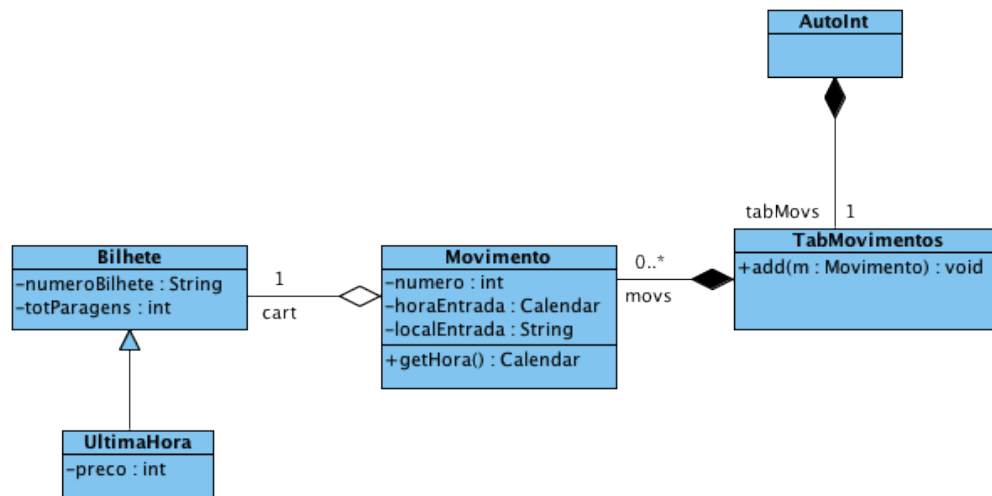 AutoInt
tabMovs 1
TabMovimentos
+add(m : Movimento) : void
0..*
movs
Movimento
-numero : int
-horaEntrada : Calendar
-localEntrada : String
+getHora() : Calendar
1
cart
Bilhete
-numeroBilhete : String
-totParagens : int
UltimaHora
-preco : int